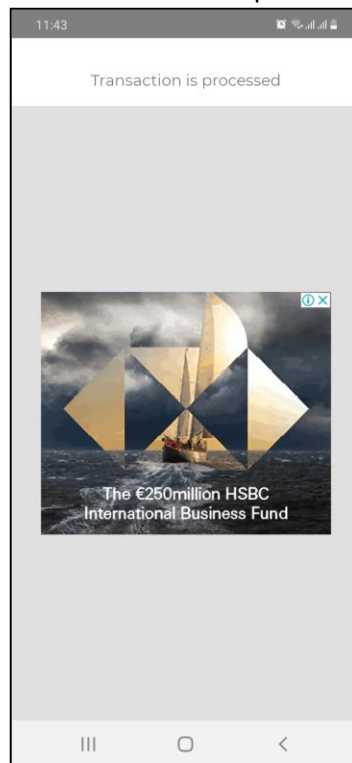 11:43
Transaction is processed
The €250million HSBC
International Business Fund